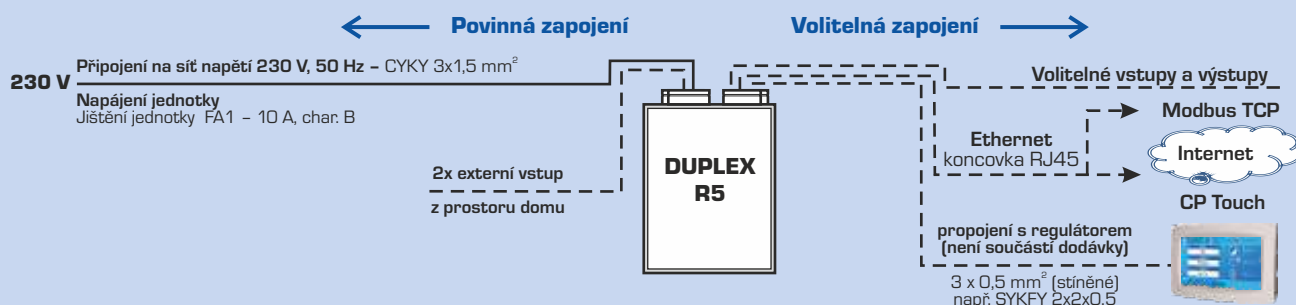 Povinná zapojení
Volitelná zapojení
230 V
Připojení na síť napětí 230 V, 50 Hz – CYKY 3x1,5 mm²
Napájení jednotky
Jištění jednotky FA1 – 10 A, char. B
2x externí vstup
z prostoru domu
DUPLEX
R5
Volitelné vstupy a výstupy
Modbus TCP
Ethernet
koncovka RJ45
Internet
CP Touch
propojení s regulátorem
(není součástí dodávky)
3 x 0,5 mm² (stíněné)
např. SYKFY 2x2x0,5